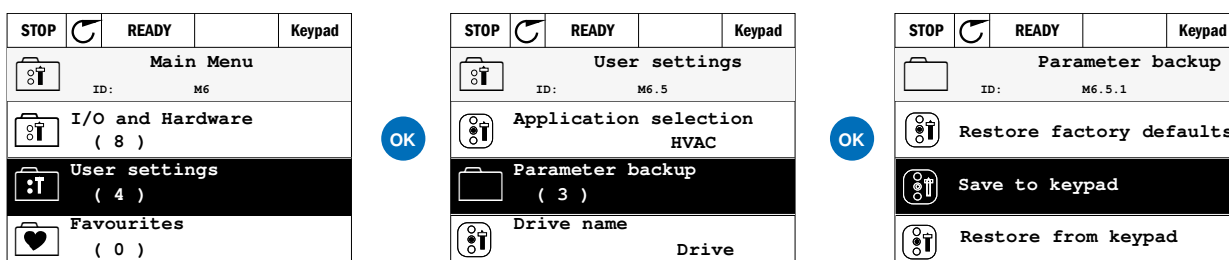 STOP READY Keypad
Main Menu
ID: M6
I/O and Hardware
( 8 )
User settings
( 4 )
Favourites
( 0 )
OK
STOP READY Keypad
User settings
ID: M6.5
Application selection
HVAC
Parameter backup
( 3 )
Drive name
Drive
OK
STOP READY Keypad
Parameter backup
ID: M6.5.1
Restore factory defaults
Save to keypad
Restore from keypad